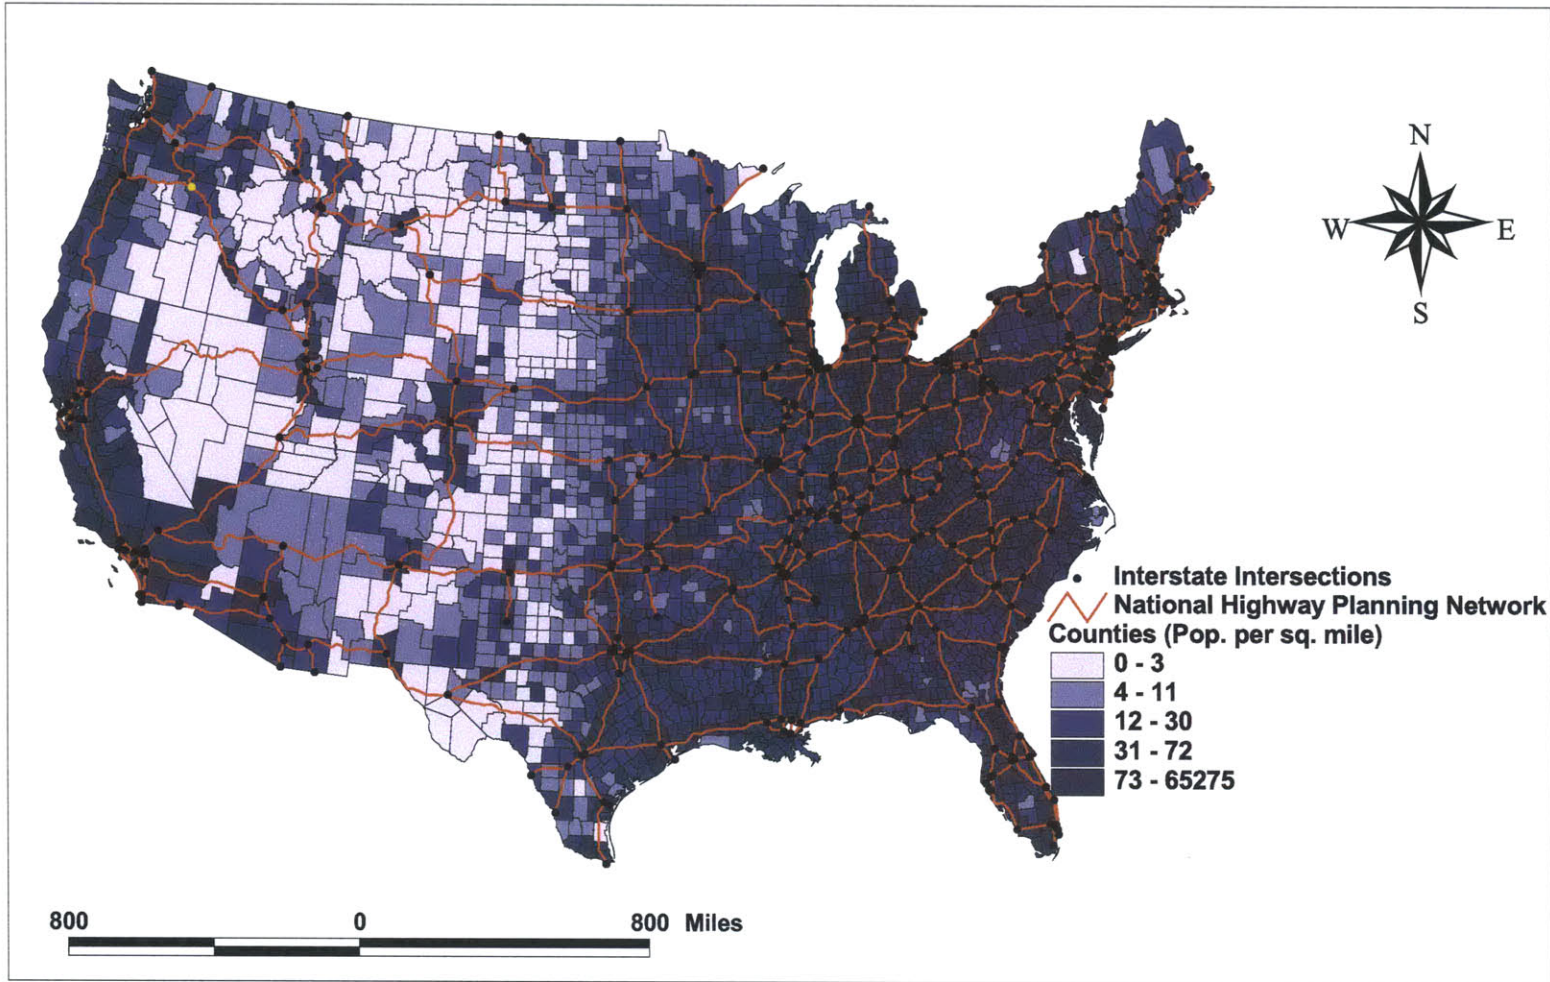 N
W E
S
Interstate Intersections
National Highway Planning Network
Counties (Pop. per sq. mile)
0 - 3
4 - 11
12 - 30
31 - 72
73 - 65275
800 0 800 Miles